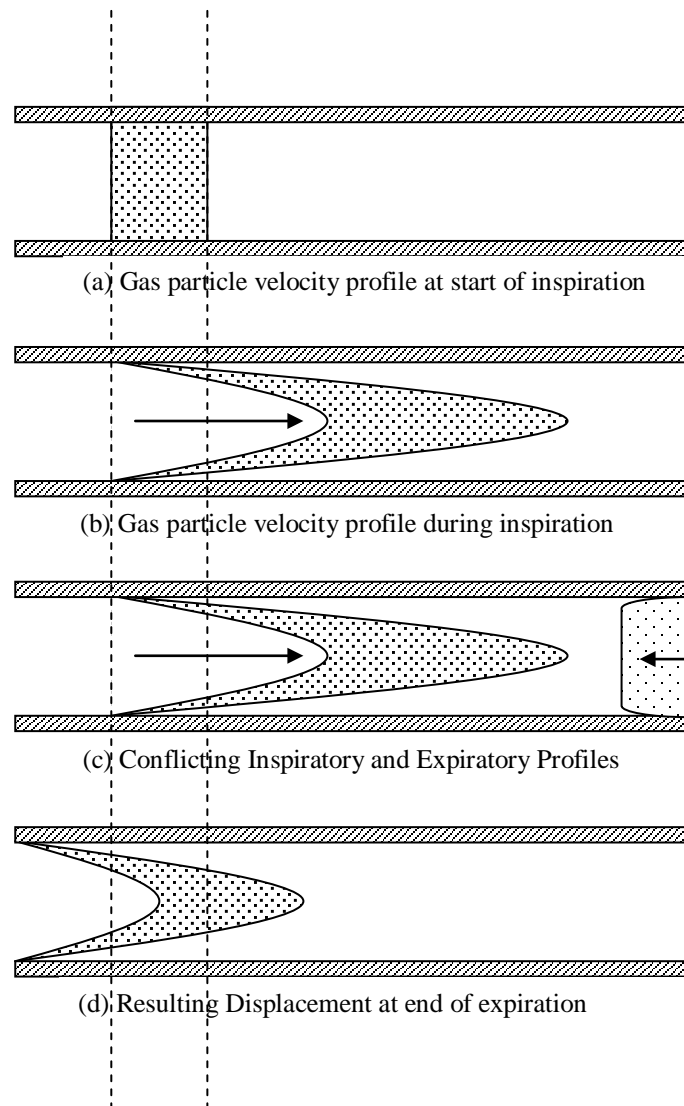 (a) Gas particle velocity profile at start of inspiration
(b) Gas particle velocity profile during inspiration
(c) Conflicting Inspiratory and Expiratory Profiles
(d) Resulting Displacement at end of expiration